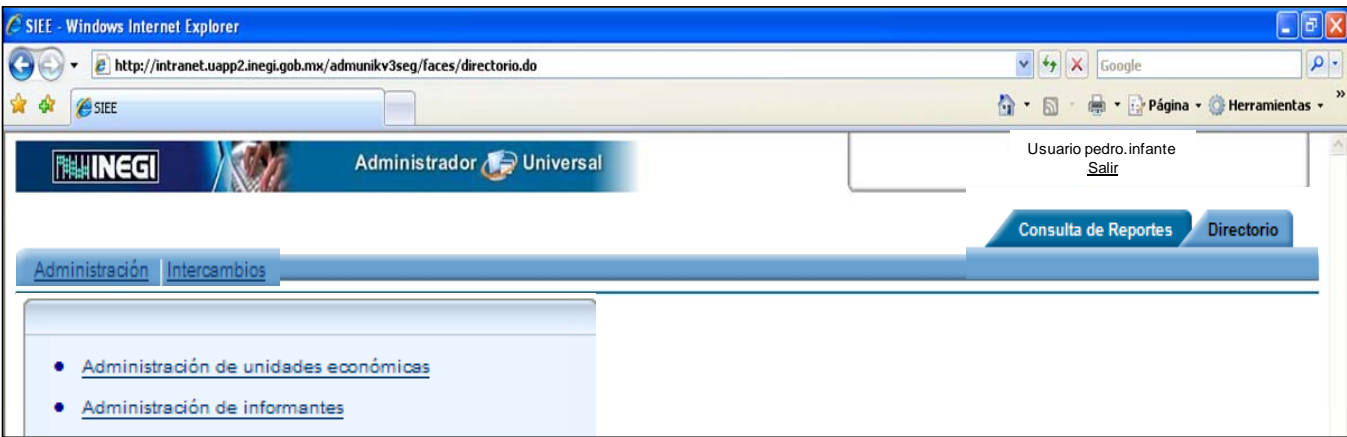 SIEE - Windows Internet Explorer
http://intranet.uapp2.inegi.gob.mx/admunikv3seg/faces/directorio.do
Google
SIEE
Página
Herramientas
»
INEGI
Administrador Universal
Usuario pedro.infante
Salir
Consulta de Reportes
Directorio
Administración
Intercambios
Administración de unidades económicas
Administración de informantes